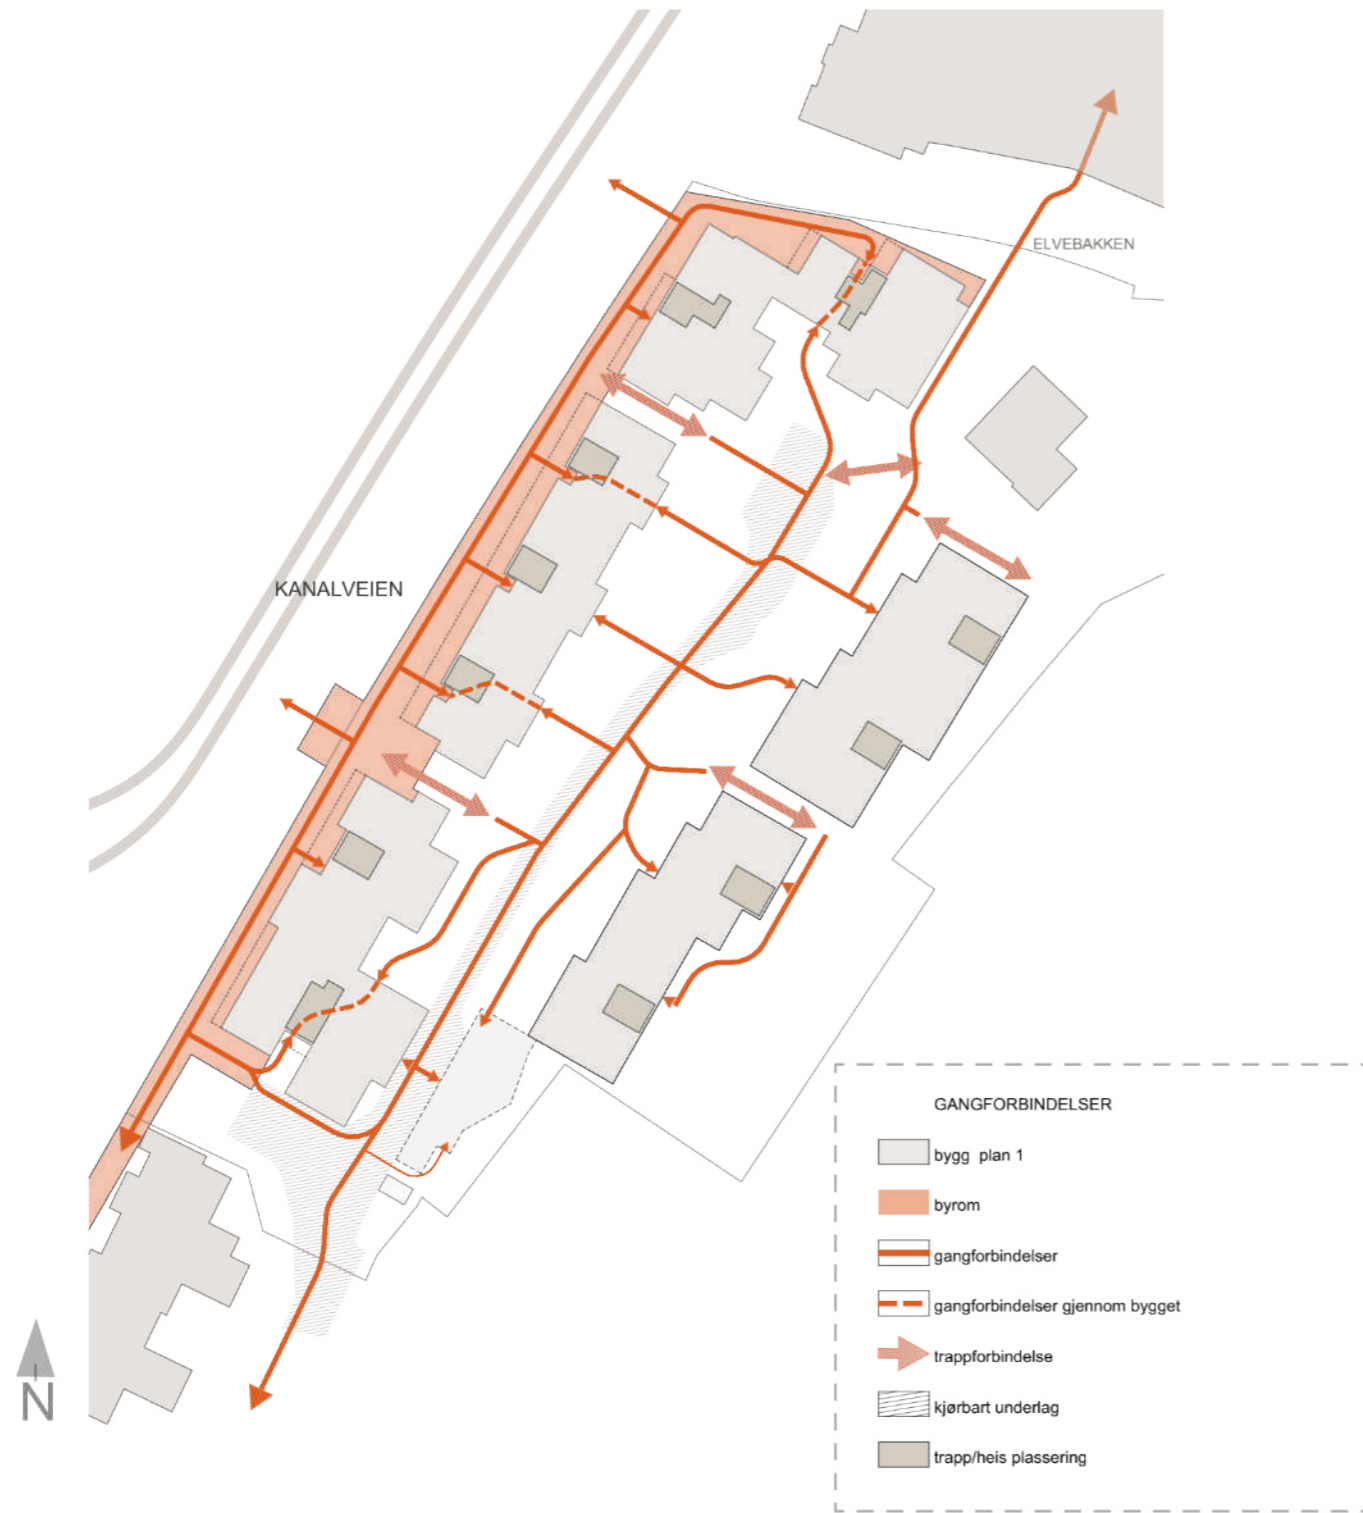 ELVEBAKKEN
KANALVEIEN
GANGFORBINDELSER
bygg plan 1
byrom
gangforbindelser
gangforbindelser gjennom bygget
trappforbindelse
kjørbart underlag
trapp/heis plassering
N